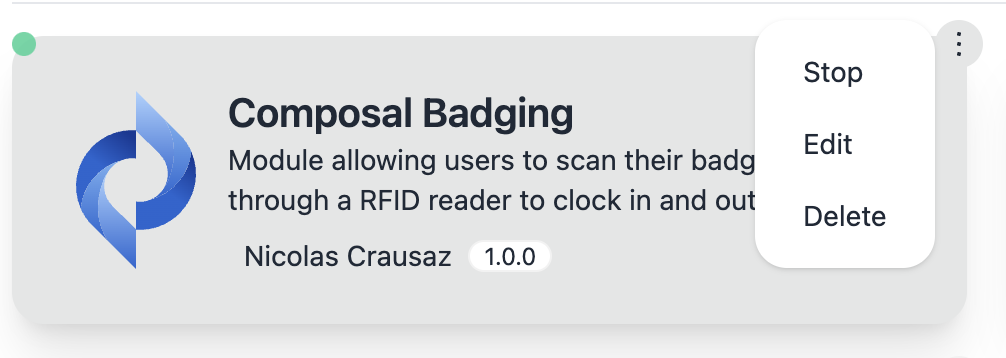 Composal Badging
Module allowing users to scan their
through a RFID reader to clock in and out
Nicolas Crausaz 1.0.0
Stop
Edit
Delete